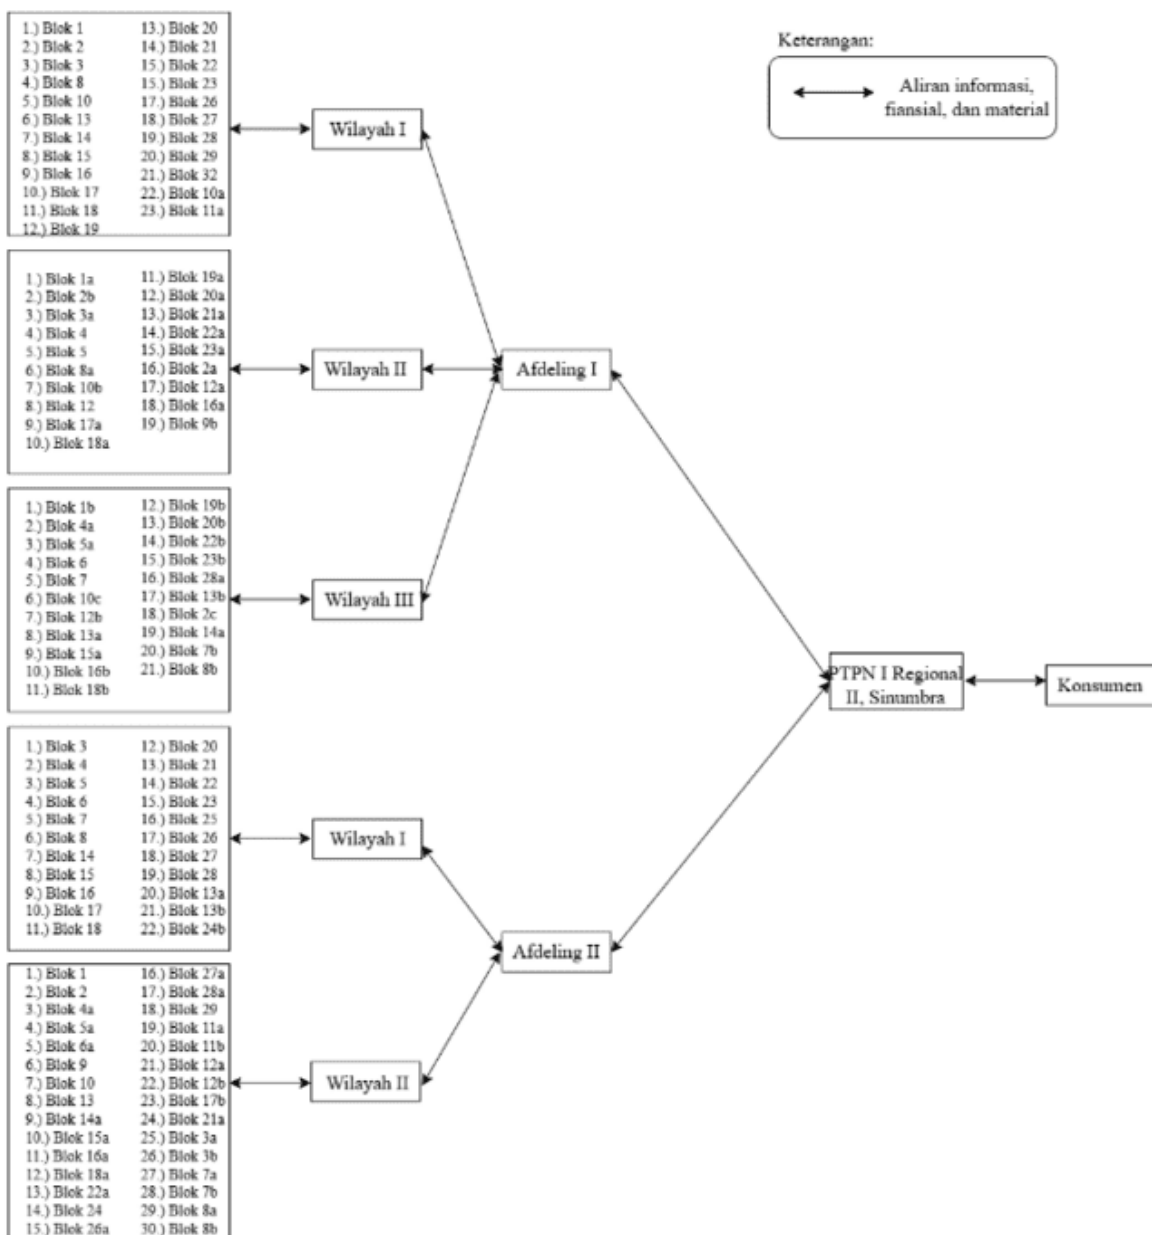 1.) Blok 1
2.) Blok 2
3.) Blok 3
4.) Blok 8
5.) Blok 10
6.) Blok 13
7.) Blok 14
8.) Blok 15
9.) Blok 16
10.) Blok 17
11.) Blok 18
12.) Blok 19
13.) Blok 20
14.) Blok 21
15.) Blok 22
15.) Blok 23
17.) Blok 26
18.) Blok 27
19.) Blok 28
20.) Blok 29
21.) Blok 32
22.) Blok 10a
23.) Blok 11a
Wilayah I
Keterangan:
Aliran informasi,
fiansial, dan material
1.) Blok 1a
2.) Blok 2b
3.) Blok 3a
4.) Blok 4
5.) Blok 5
6.) Blok 8a
7.) Blok 10b
8.) Blok 12
9.) Blok 17a
10.) Blok 18a
11.) Blok 19a
12.) Blok 20a
13.) Blok 21a
14.) Blok 22a
15.) Blok 23a
16.) Blok 2a
17.) Blok 12a
18.) Blok 16a
19.) Blok 9b
Wilayah II
Afdeling I
1.) Blok 1b
2.) Blok 4a
3.) Blok 5a
4.) Blok 6
5.) Blok 7
6.) Blok 10c
7.) Blok 12b
8.) Blok 13a
9.) Blok 15a
10.) Blok 16b
11.) Blok 18b
12.) Blok 19b
13.) Blok 20b
14.) Blok 22b
15.) Blok 23b
16.) Blok 28a
17.) Blok 13b
18.) Blok 2c
19.) Blok 14a
20.) Blok 7b
21.) Blok 8b
Wilayah III
PTPN I Regional
II, Sinumbra
Konsumen
1.) Blok 3
2.) Blok 4
3.) Blok 5
4.) Blok 6
5.) Blok 7
6.) Blok 8
7.) Blok 14
8.) Blok 15
9.) Blok 16
10.) Blok 17
11.) Blok 18
12.) Blok 20
13.) Blok 21
14.) Blok 22
15.) Blok 23
16.) Blok 25
17.) Blok 26
18.) Blok 27
19.) Blok 28
20.) Blok 13a
21.) Blok 13b
22.) Blok 24b
Wilayah I
Afdeling II
1.) Blok 1
2.) Blok 2
3.) Blok 4a
4.) Blok 5a
5.) Blok 6a
6.) Blok 9
7.) Blok 10
8.) Blok 13
9.) Blok 14a
10.) Blok 15a
11.) Blok 16a
12.) Blok 18a
13.) Blok 22a
14.) Blok 24
15.) Blok 26a
16.) Blok 27a
17.) Blok 28a
18.) Blok 29
19.) Blok 11a
20.) Blok 11b
21.) Blok 12a
22.) Blok 12b
23.) Blok 17b
24.) Blok 21a
25.) Blok 3a
26.) Blok 3b
27.) Blok 7a
28.) Blok 7b
29.) Blok 8a
30.) Blok 8b
Wilayah II